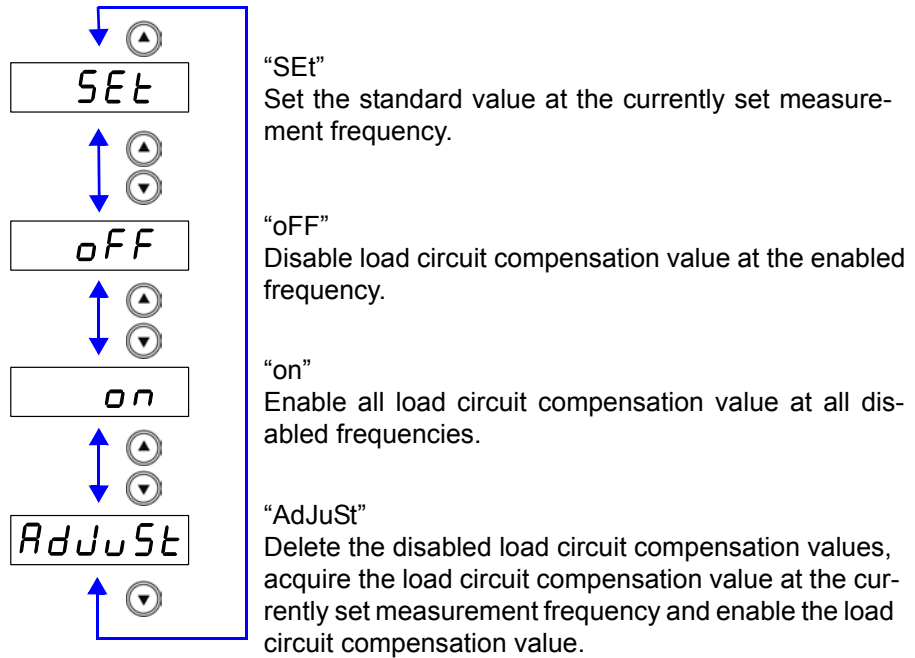 SEt
“SEt”
Set the standard value at the currently set measure-
ment frequency.
oFF
“oFF”
Disable load circuit compensation value at the enabled
frequency.
on
“on”
Enable all load circuit compensation value at all dis-
abled frequencies.
AdJuSt
“AdJuSt”
Delete the disabled load circuit compensation values,
acquire the load circuit compensation value at the cur-
rently set measurement frequency and enable the load
circuit compensation value.